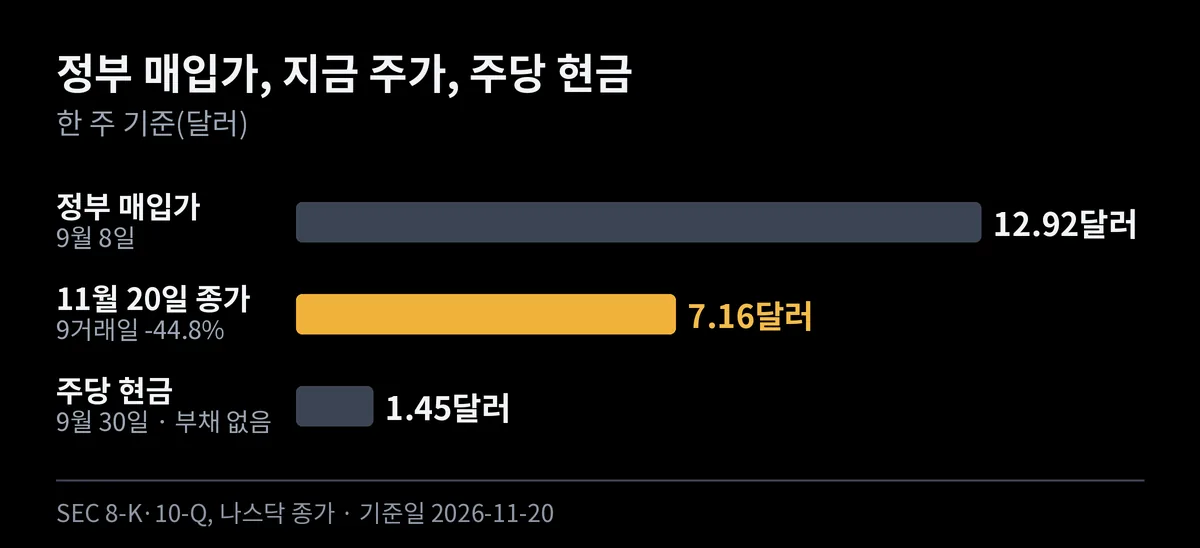 정부 매입가, 지금 주가, 주당 현금
한 주 기준(달러)
정부 매입가
9월 8일
12.92달러
11월 20일 종가
9거래일 -44.8%
7.16달러
주당 현금
9월 30일 · 부채 없음
1.45달러
SEC 8-K·10-Q, 나스닥 종가 · 기준일 2026-11-20